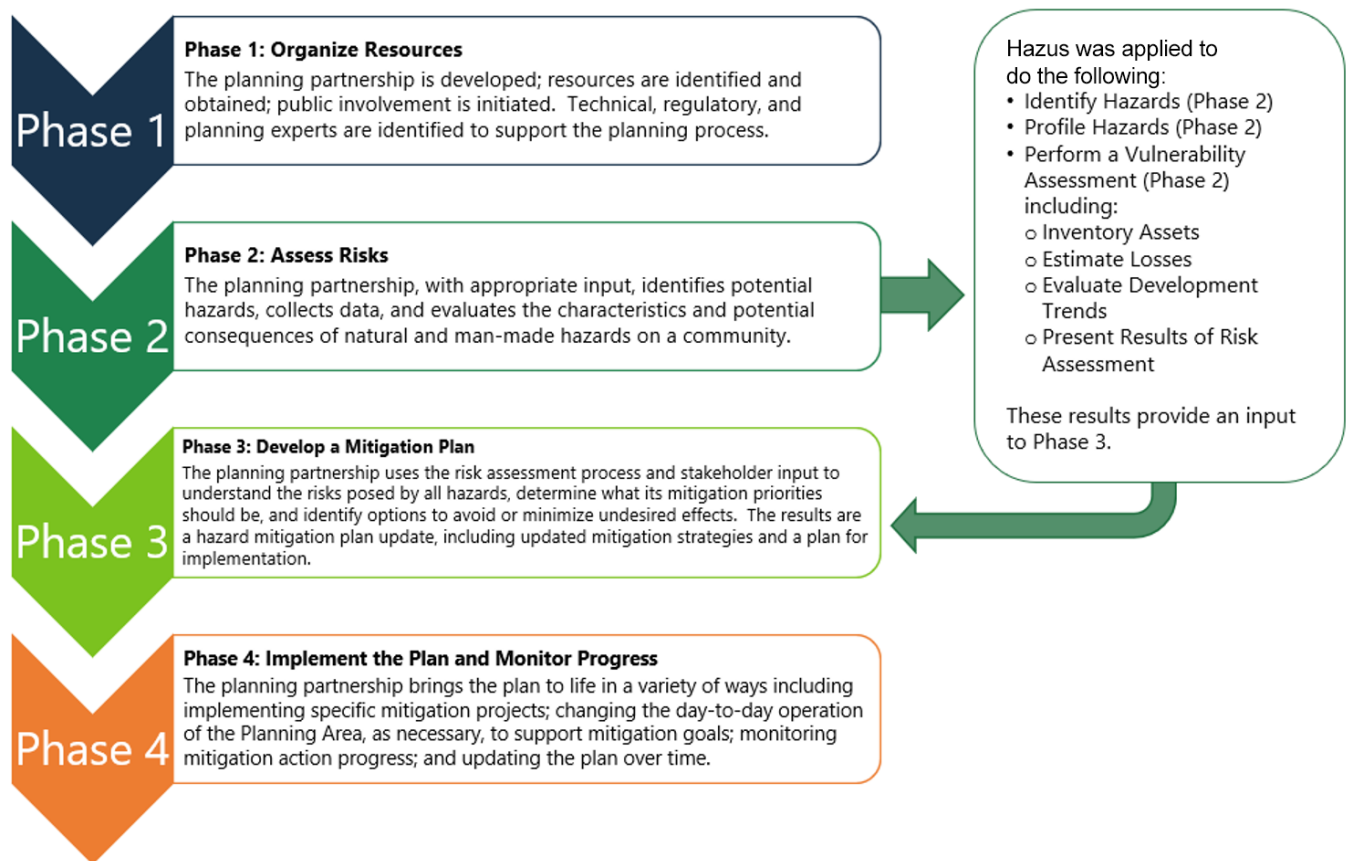 Phase 1
Phase 1: Organize Resources
The planning partnership is developed; resources are identified and
obtained; public involvement is initiated.  Technical, regulatory, and
planning experts are identified to support the planning process.
Phase 2
Phase 2: Assess Risks
The planning partnership, with appropriate input, identifies potential
hazards, collects data, and evaluates the characteristics and potential
consequences of natural and man-made hazards on a community.
Hazus was applied to
do the following:
• Identify Hazards (Phase 2)
• Profile Hazards (Phase 2)
• Perform a Vulnerability
Assessment (Phase 2)
including:
o Inventory Assets
o Estimate Losses
o Evaluate Development
Trends
o Present Results of Risk
Assessment
These results provide an input
to Phase 3.
Phase 3
Phase 3: Develop a Mitigation Plan
The planning partnership uses the risk assessment process and stakeholder input to
understand the risks posed by all hazards, determine what its mitigation priorities
should be, and identify options to avoid or minimize undesired effects.  The results are
a hazard mitigation plan update, including updated mitigation strategies and a plan for
implementation.
Phase 4
Phase 4: Implement the Plan and Monitor Progress
The planning partnership brings the plan to life in a variety of ways including
implementing specific mitigation projects; changing the day-to-day operation
of the Planning Area, as necessary, to support mitigation goals; monitoring
mitigation action progress; and updating the plan over time.